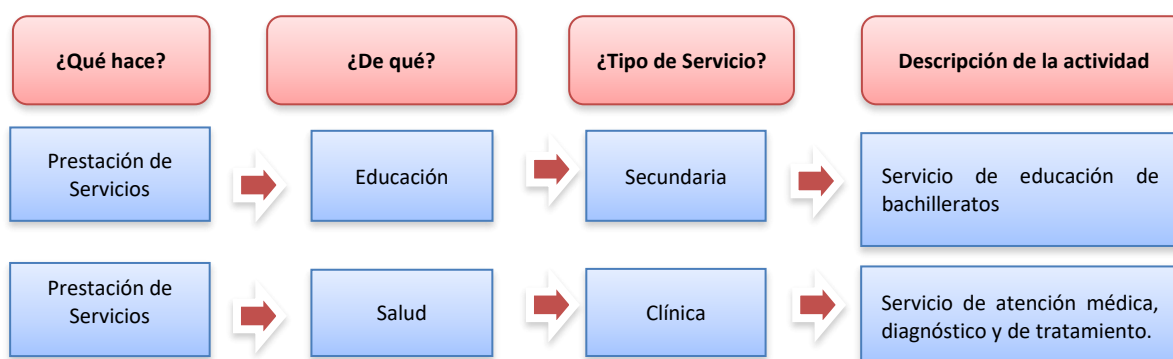 ¿Qué hace?
¿De qué?
¿Tipo de Servicio?
Descripción de la actividad
Prestación de
Servicios
Educación
Secundaria
Servicio de educación de
bachilleratos
Prestación de
Servicios
Salud
Clínica
Servicio de atención médica,
diagnóstico y de tratamiento.